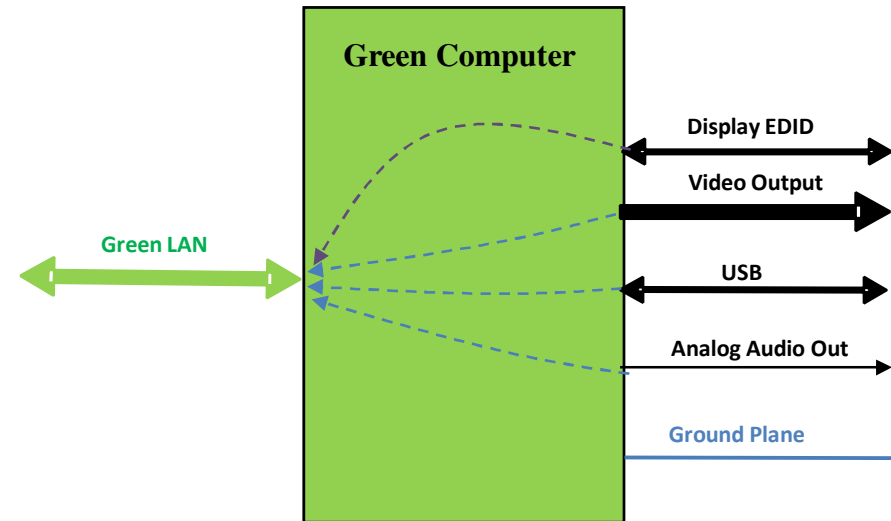 Green Computer
Display EDID
Video Output
Green LAN
USB
Analog Audio Out
Ground Plane